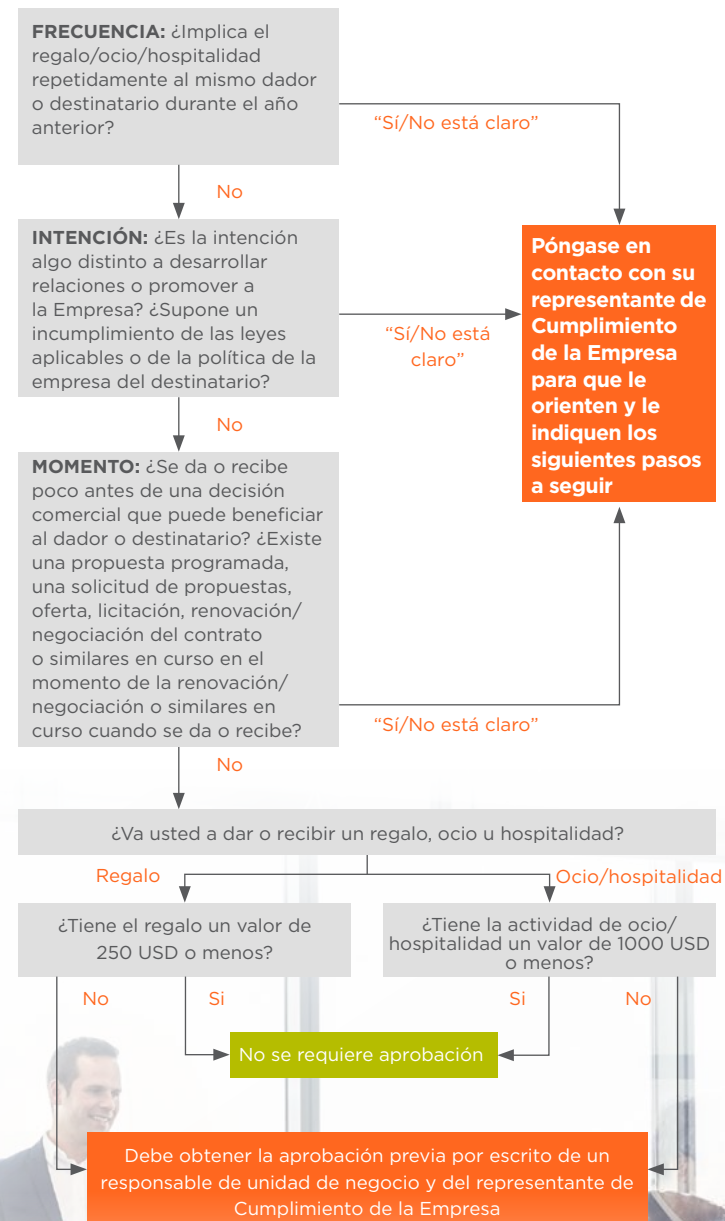 FRECUENCIA: ¿Implica el
regalo/ocio/hospitalidad
repetidamente al mismo dador
o destinatario durante el año
anterior?
“Sí/No está claro”
No
INTENCIÓN: ¿Es la intención
algo distinto a desarrollar
relaciones o promover a
la Empresa? ¿Supone un
incumplimiento de las leyes
aplicables o de la política de la
empresa del destinatario?
“Sí/No está
claro”
Póngase en
contacto con su
representante de
Cumplimiento
de la Empresa
para que le
orienten y le
indiquen los
siguientes pasos
a seguir
No
MOMENTO: ¿Se da o recibe
poco antes de una decisión
comercial que puede beneficiar
al dador o destinatario? ¿Existe
una propuesta programada,
una solicitud de propuestas,
oferta, licitación, renovación/
negociación del contrato
o similares en curso en el
momento de la renovación/
negociación o similares en
curso cuando se da o recibe?
“Sí/No está claro”
No
¿Va usted a dar o recibir un regalo, ocio u hospitalidad?
Regalo
Ocio/hospitalidad
¿Tiene el regalo un valor de
250 USD o menos?
¿Tiene la actividad de ocio/
hospitalidad un valor de 1000 USD
o menos?
No
Si
Si
No
No se requiere aprobación
Debe obtener la aprobación previa por escrito de un
responsable de unidad de negocio y del representante de
Cumplimiento de la Empresa